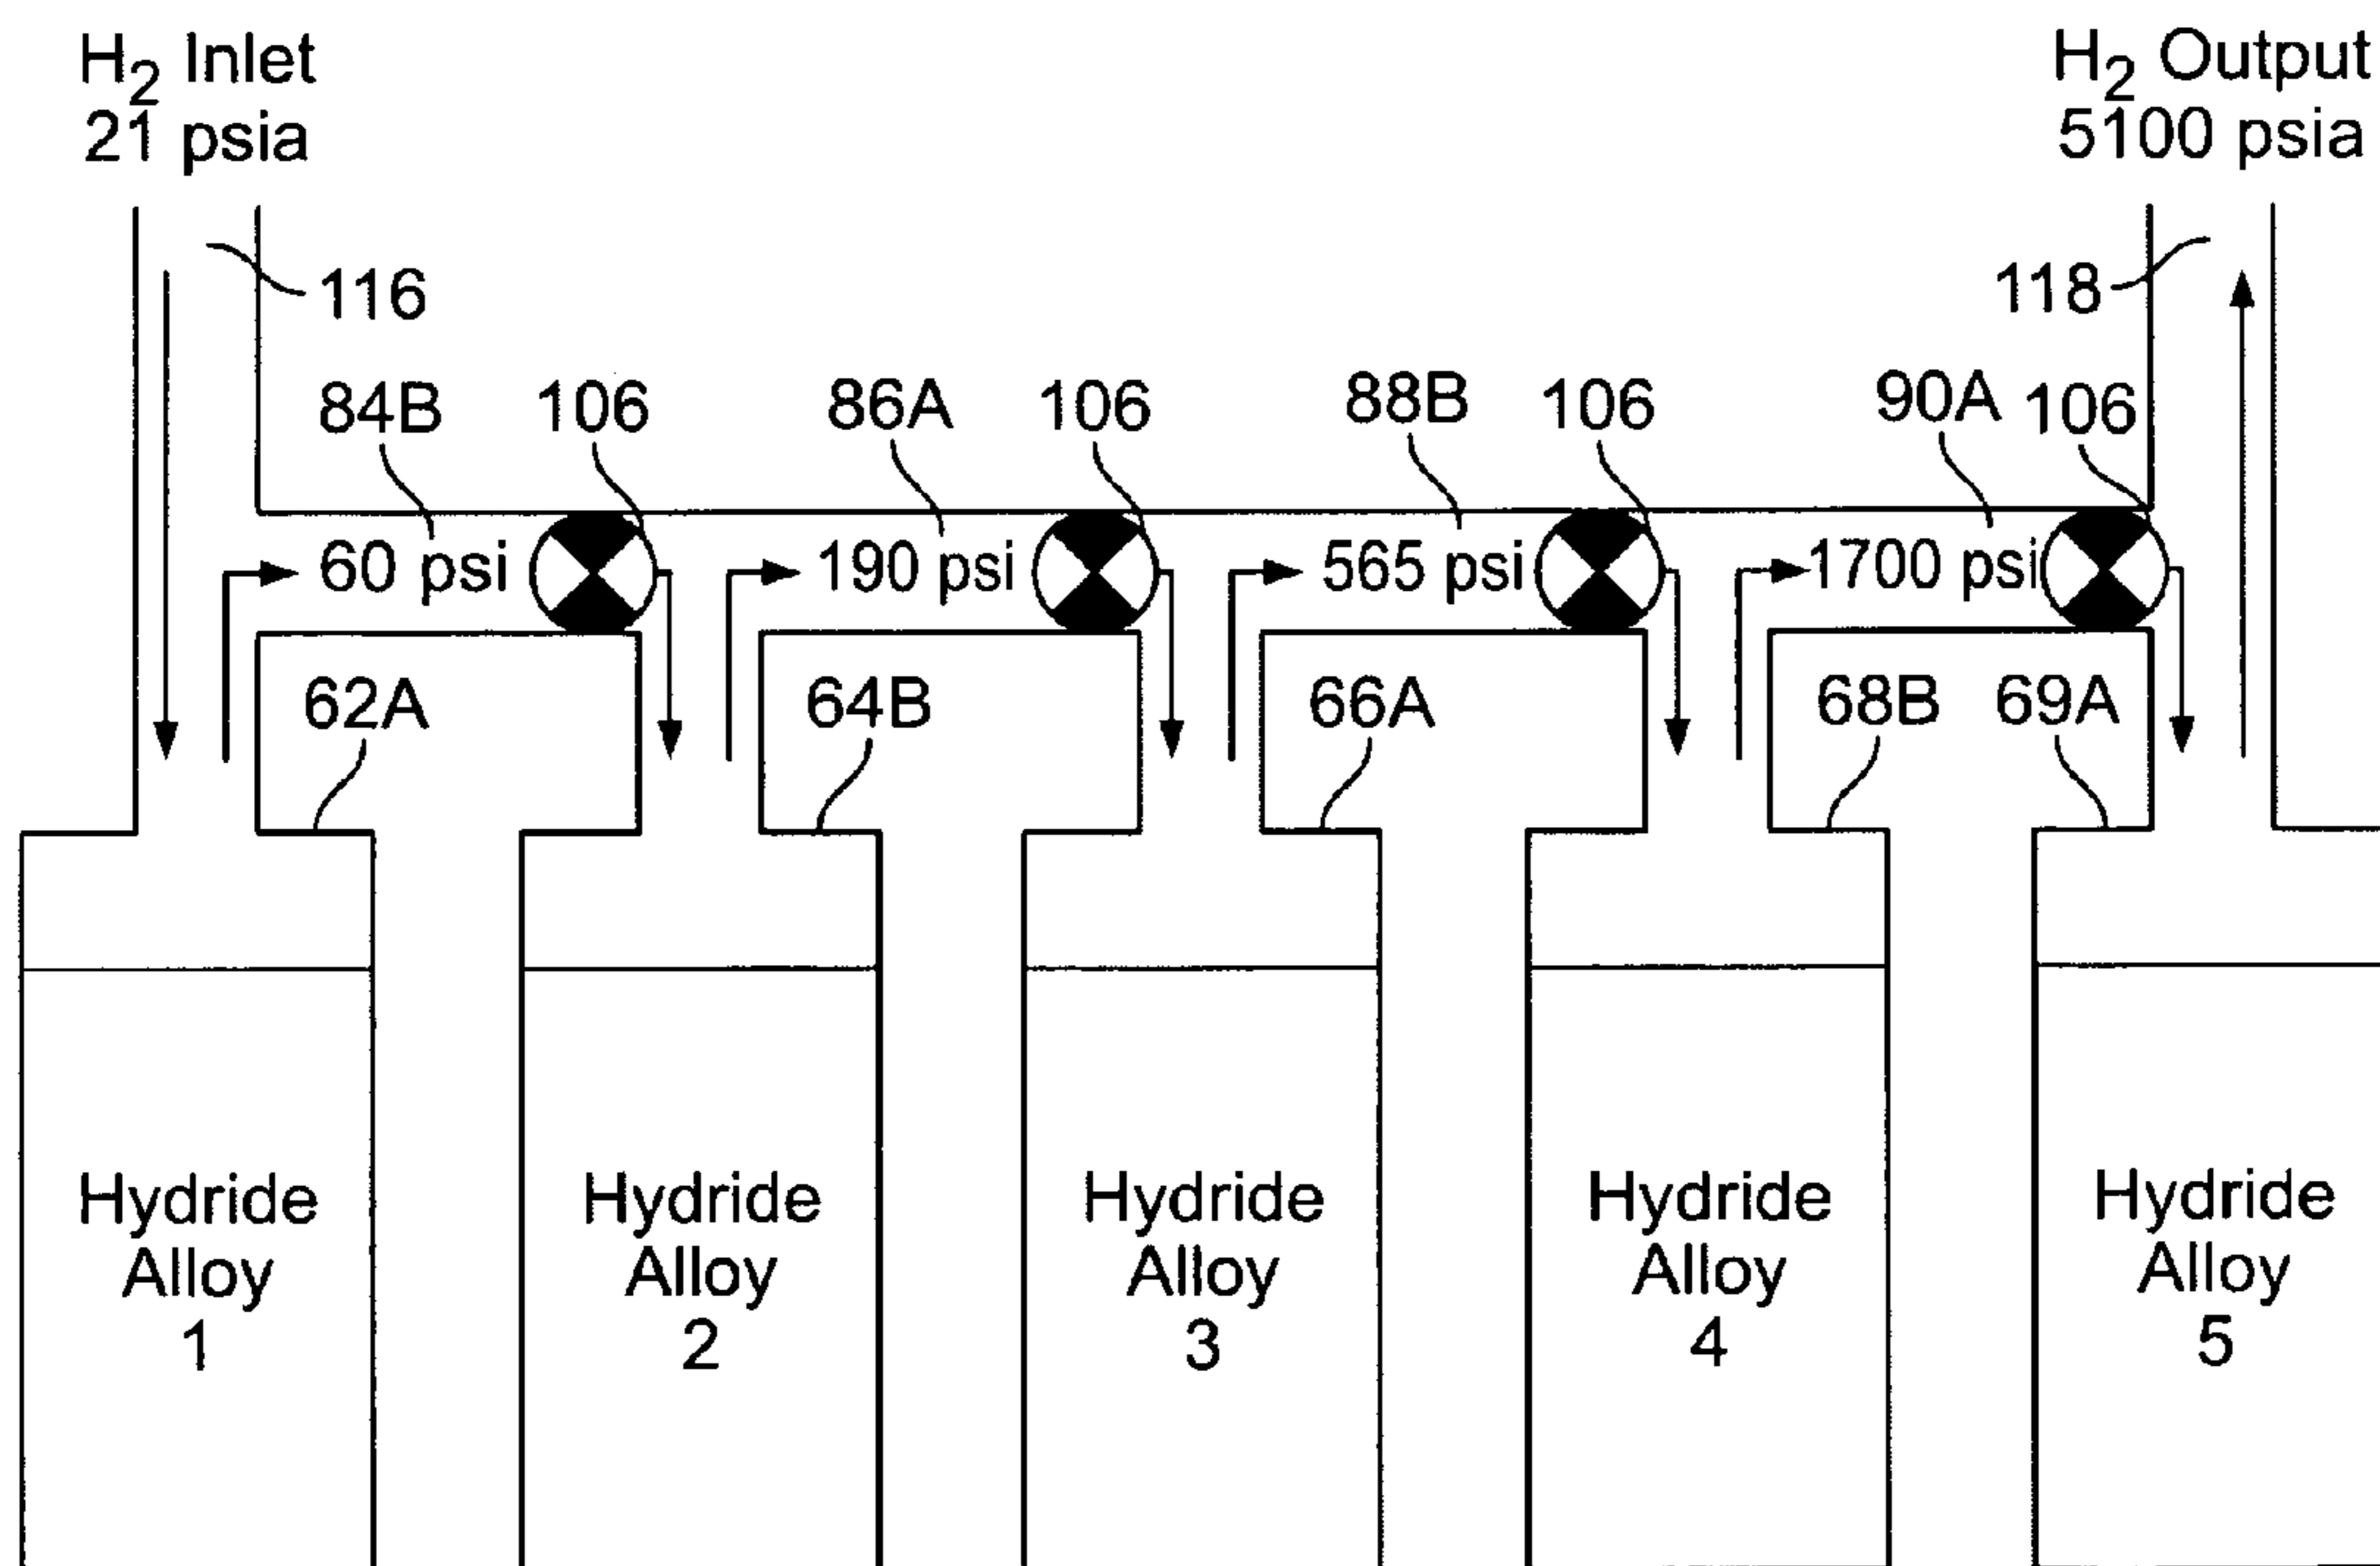 H2 Inlet
21 psia
H2 Output
5100 psia
116
118
84B
106
86A
106
88B
106
90A
106
60 psi
190 psi
565 psi
1700 psi
62A
64B
66A
68B
69A
Hydride
Alloy
1
Hydride
Alloy
2
Hydride
Alloy
3
Hydride
Alloy
4
Hydride
Alloy
5